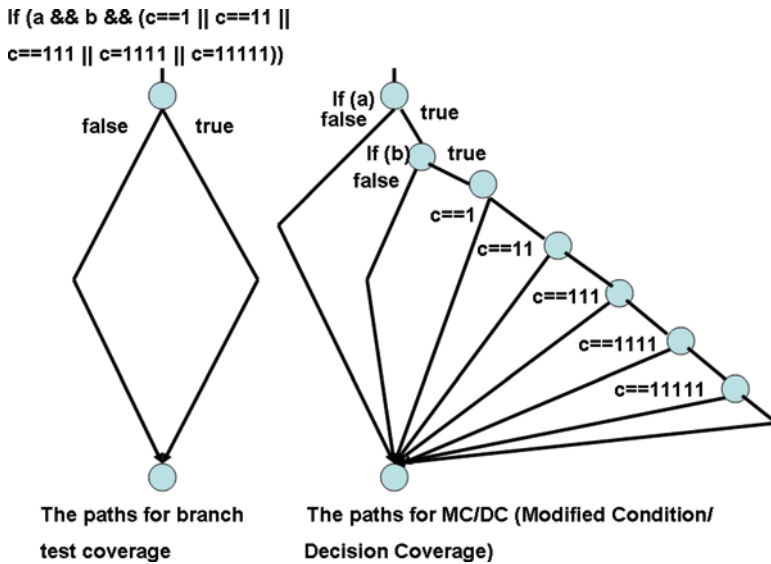 If (a && b && (c==1 || c==11 ||
c==111 || c=1111 || c=11111))
false
true
If (a)
false
true
If (b)
true
false
c==1
c==11
c==111
c==1111
c==11111
The paths for branch
test coverage
The paths for MC/DC (Modified Condition/
Decision Coverage)